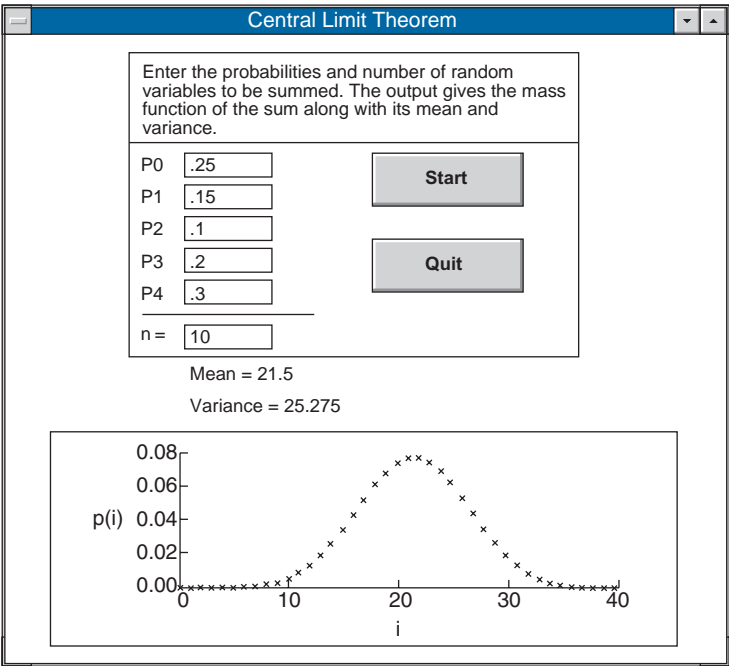 Central Limit Theorem
Enter the probabilities and number of random
variables to be summed. The output gives the mass
function of the sum along with its mean and
variance.
P0 .25
P1 .15
P2 .1
P3 .2
P4 .3
n = 10
Start
Quit
Mean = 21.5
Variance = 25.275
0.08
0.06
p(i) 0.04
0.02
0.00
0 10 20 30 40
i